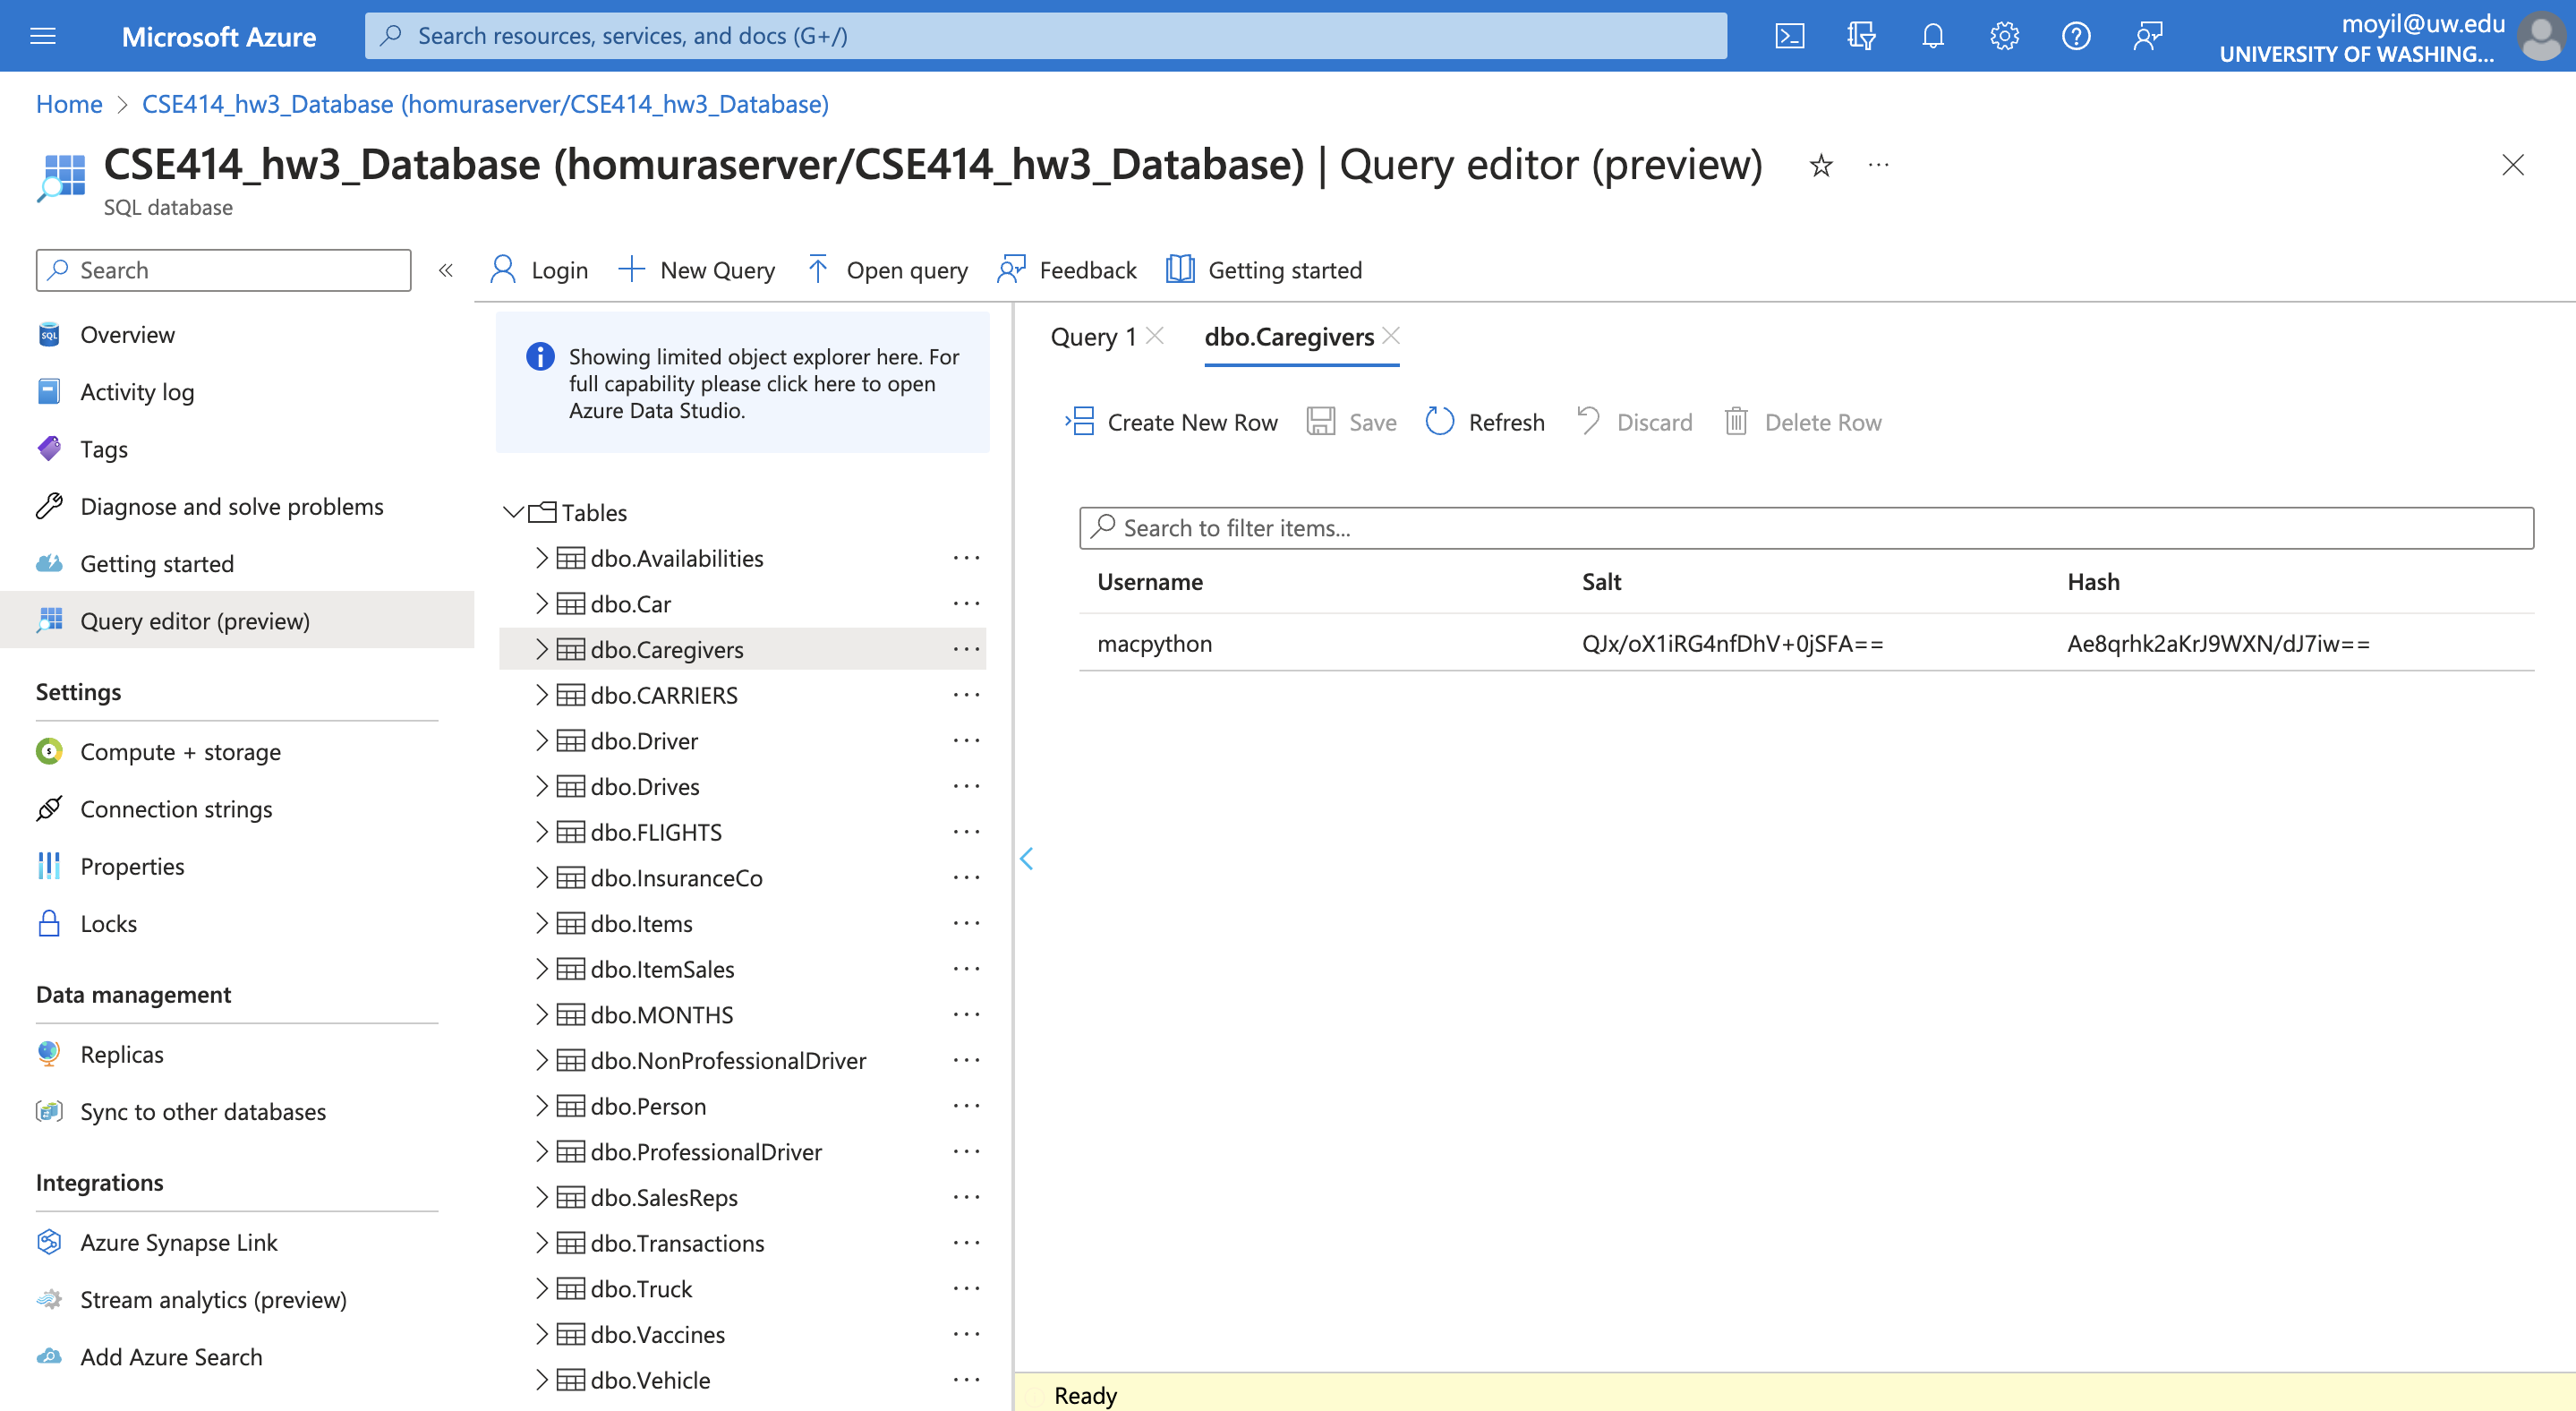 Microsoft Azure
Search resources, services, and docs (G+/)
moyil@uw.edu
UNIVERSITY OF WASHING...
Home > CSE414_hw3_Database (homuraserver/CSE414_hw3_Database)
CSE414_hw3_Database (homuraserver/CSE414_hw3_Database) | Query editor (preview)
SQL database
Search
Overview
Activity log
Tags
Diagnose and solve problems
Getting started
Query editor (preview)
Settings
Compute + storage
Connection strings
Properties
Locks
Data management
Replicas
Sync to other databases
Integrations
Azure Synapse Link
Stream analytics (preview)
Add Azure Search
Login
New Query
Open query
Feedback
Getting started
Showing limited object explorer here. For
full capability please click here to open
Azure Data Studio.
Tables
dbo.Availabilities
dbo.Car
dbo.Caregivers
dbo.CARRIERS
dbo.Driver
dbo.Drives
dbo.FLIGHTS
dbo.InsuranceCo
dbo.Items
dbo.ItemSales
dbo.MONTHS
dbo.NonProfessionalDriver
dbo.Person
dbo.ProfessionalDriver
dbo.SalesReps
dbo.Transactions
dbo.Truck
dbo.Vaccines
dbo.Vehicle
Query 1
dbo.Caregivers
Create New Row
Save
Refresh
Discard
Delete Row
Search to filter items...
Username Salt Hash
macpython QJx/oX1iRG4nfDhV+0jSFA== Ae8qrhk2aKrJ9WXN/dJ7iw==
Ready